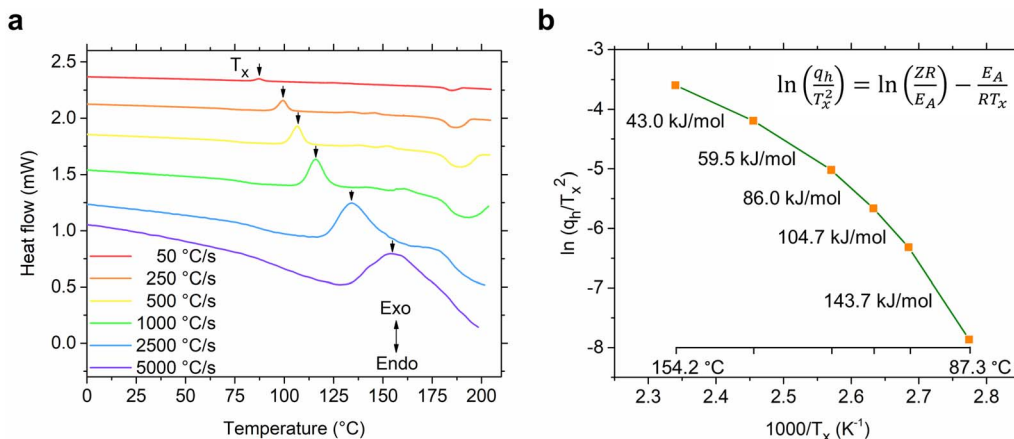 a
Heat flow (mW)
2.5
2.0
1.5
1.0
0.5
0.0
Tx
50 °C/s
250 °C/s
500 °C/s
1000 °C/s
2500 °C/s
5000 °C/s
Exo
Endo
0 25 50 75 100 125 150 175 200
Temperature (°C)
b
ln (qh/Tx²)
-3
-4
-5
-6
-7
-8
ln(qh/Tx²) = ln(ZR/EA) − EA/RTx
43.0 kJ/mol
59.5 kJ/mol
86.0 kJ/mol
104.7 kJ/mol
143.7 kJ/mol
154.2 °C 87.3 °C
2.3 2.4 2.5 2.6 2.7 2.8
1000/Tx (K⁻¹)